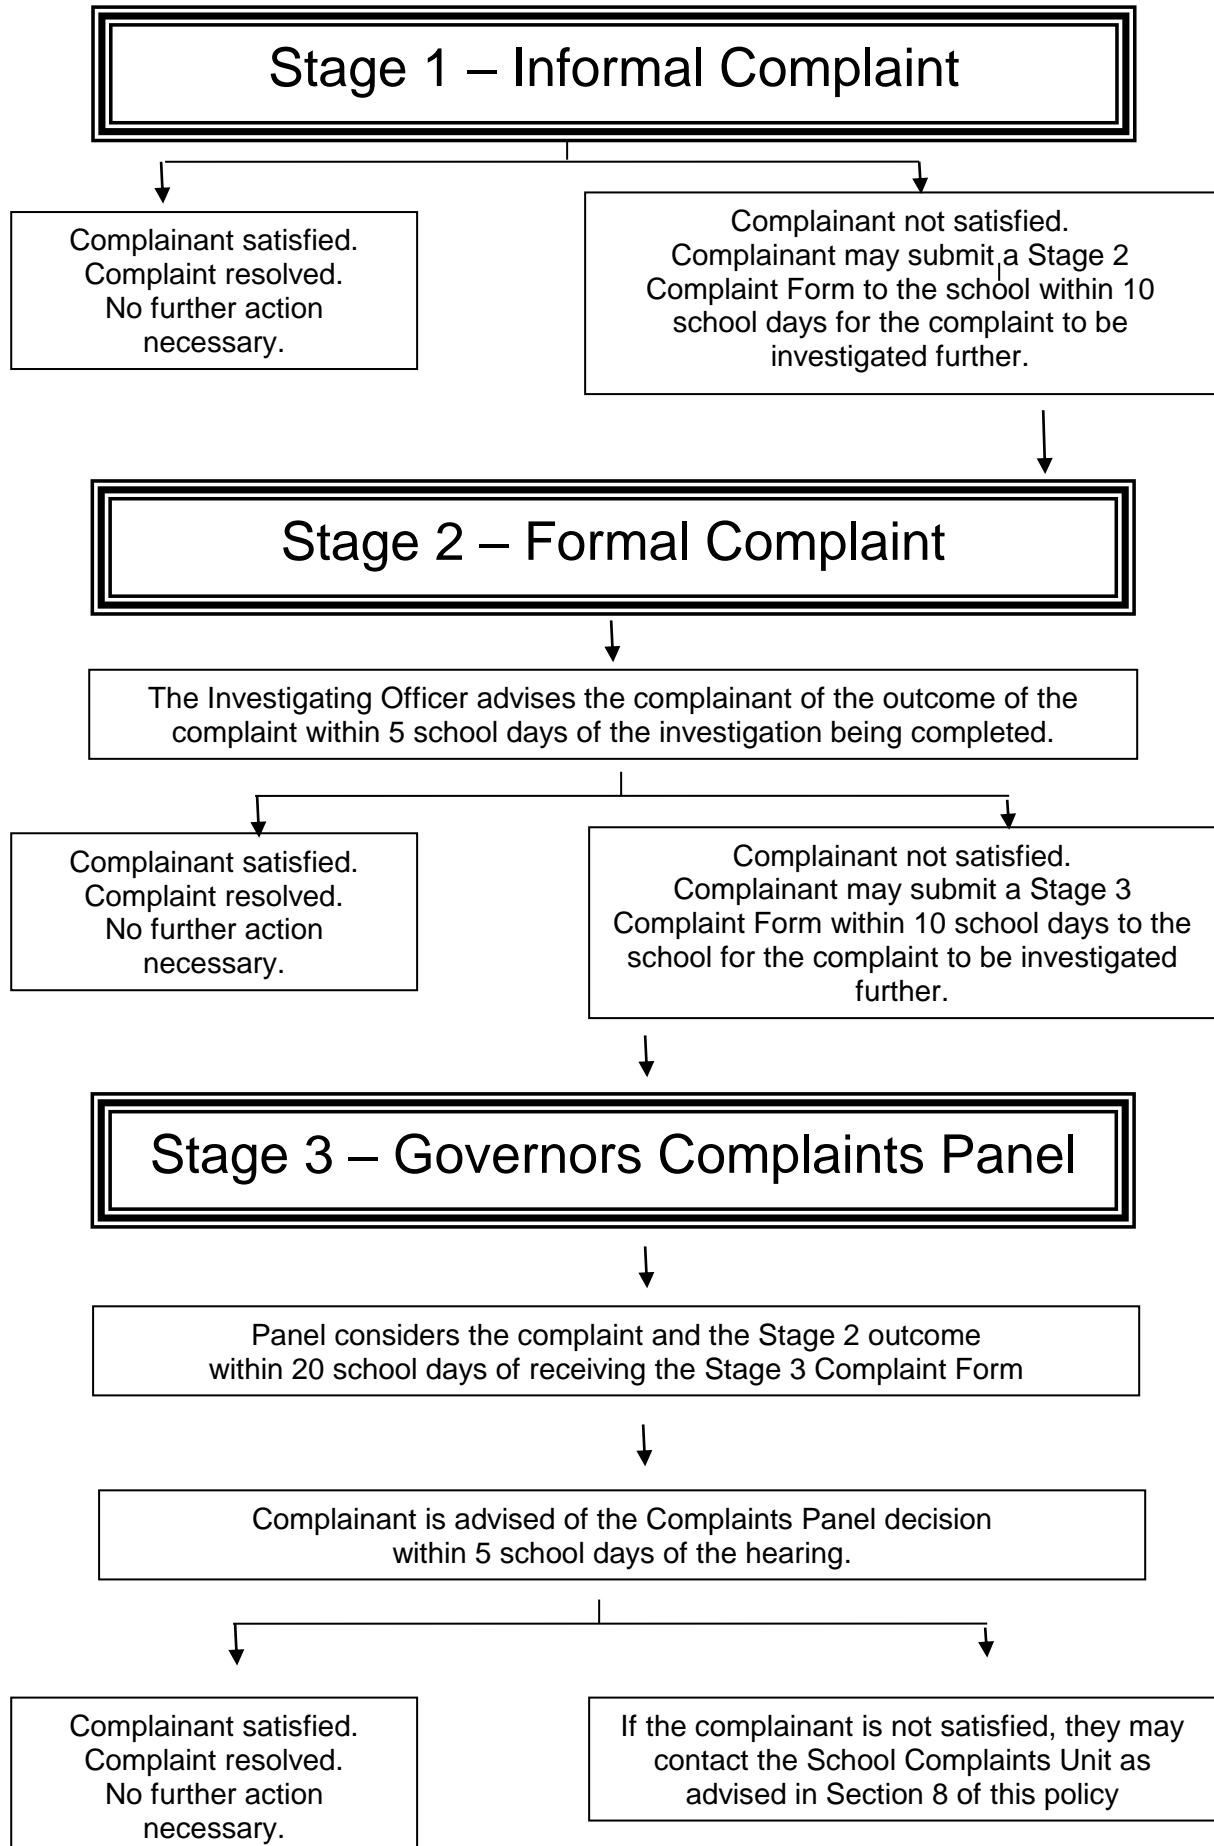 Stage 1 – Informal Complaint
Complainant satisfied.
Complaint resolved.
No further action
necessary.
Complainant not satisfied.
Complainant may submit a Stage 2
Complaint Form to the school within 10
school days for the complaint to be
investigated further.
Stage 2 – Formal Complaint
The Investigating Officer advises the complainant of the outcome of the
complaint within 5 school days of the investigation being completed.
Complainant satisfied.
Complaint resolved.
No further action
necessary.
Complainant not satisfied.
Complainant may submit a Stage 3
Complaint Form within 10 school days to the
school for the complaint to be investigated
further.
Stage 3 – Governors Complaints Panel
Panel considers the complaint and the Stage 2 outcome
within 20 school days of receiving the Stage 3 Complaint Form
Complainant is advised of the Complaints Panel decision
within 5 school days of the hearing.
Complainant satisfied.
Complaint resolved.
No further action
necessary.
If the complainant is not satisfied, they may
contact the School Complaints Unit as
advised in Section 8 of this policy